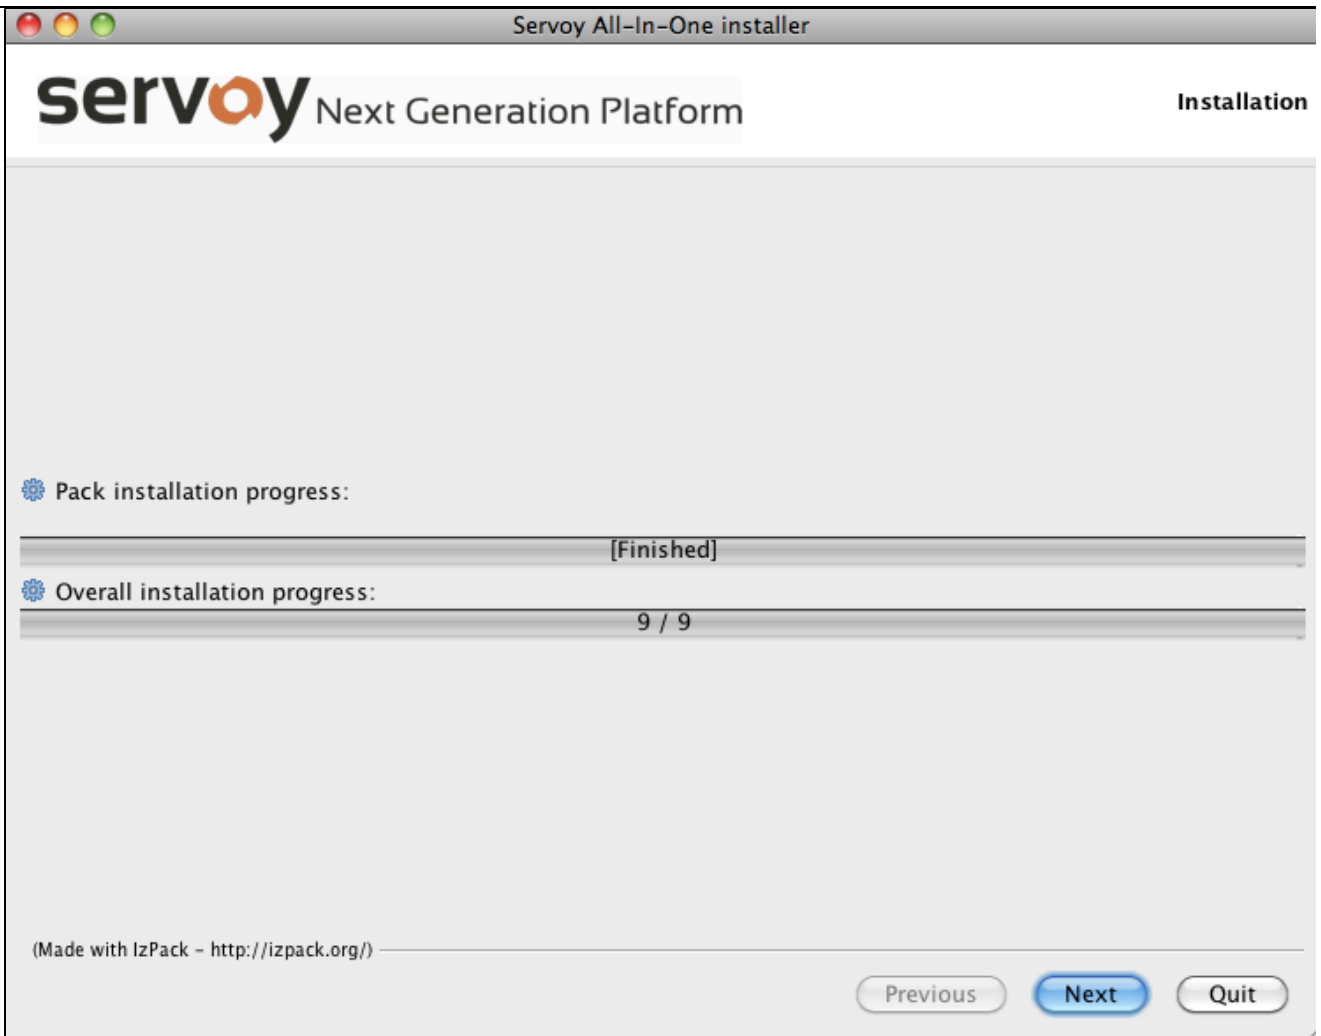 Servoy All-In-One installer
servoy Next Generation Platform
Installation
Pack installation progress:
[Finished]
Overall installation progress:
9 / 9
(Made with IzPack - http://izpack.org/)
Previous
Next
Quit